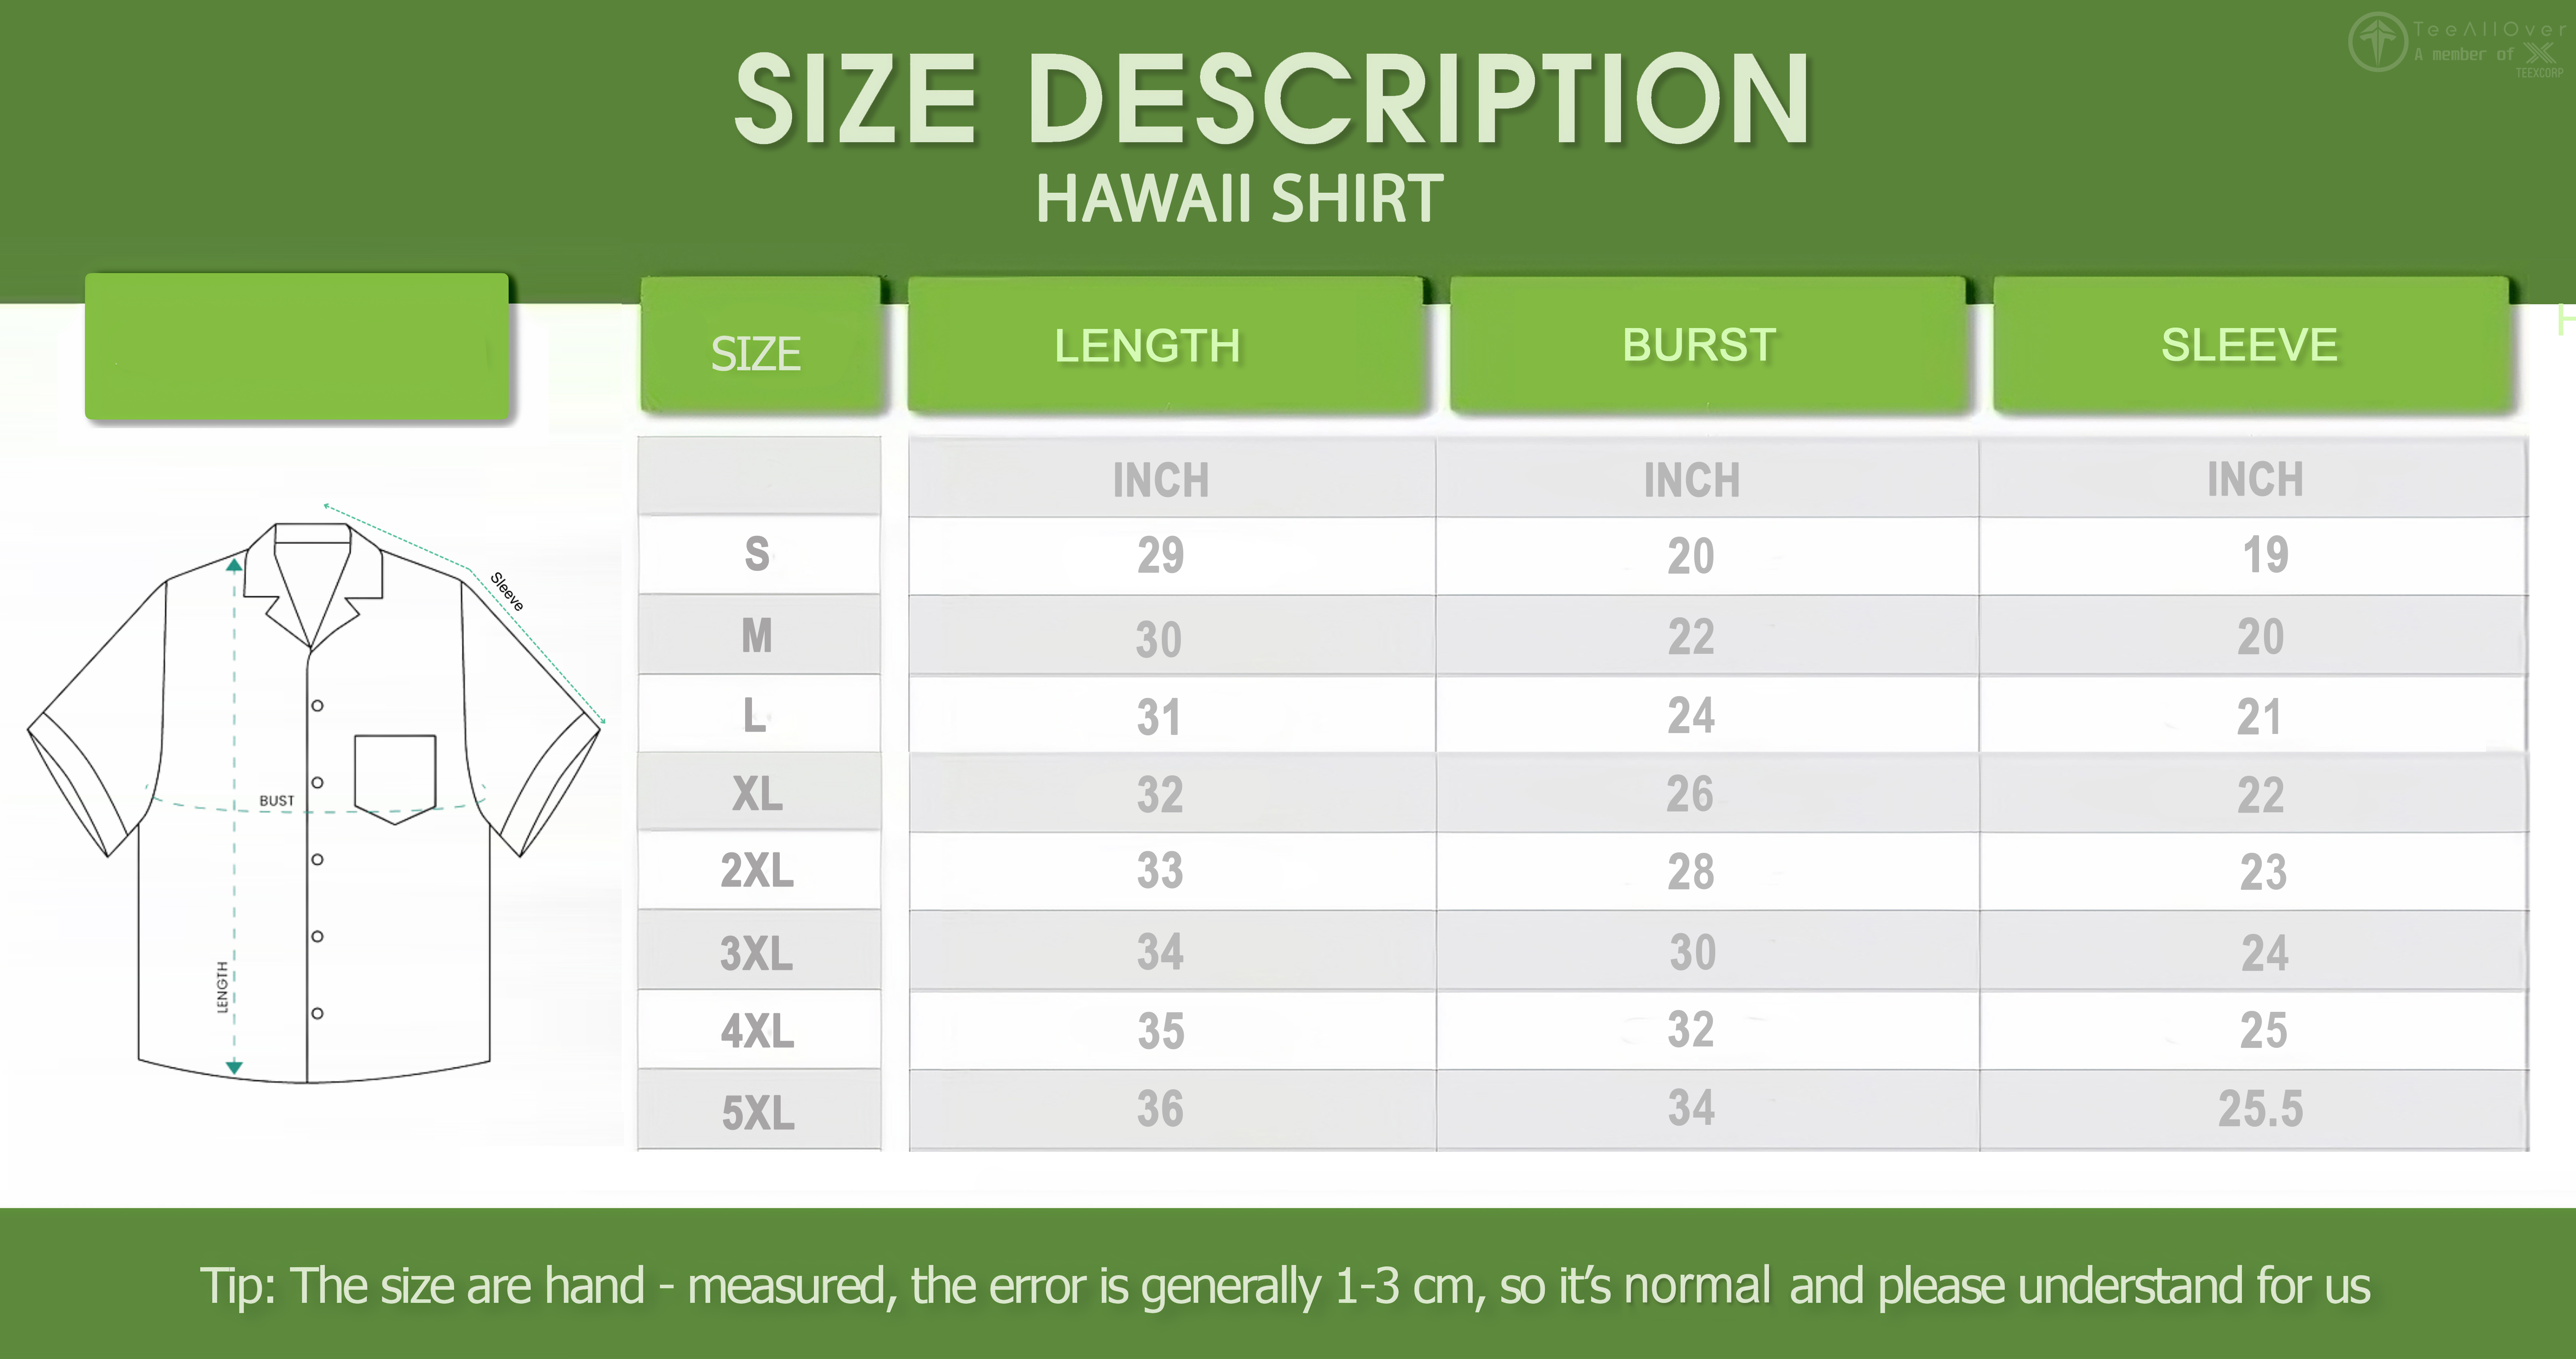 TeeAllOver
A member of
TEEXCORP
SIZE DESCRIPTION
HAWAII SHIRT
SIZE LENGTH BURST SLEEVE
H
INCH INCH INCH
S 29 20 19
M 30 22 20
L 31 24 21
XL 32 26 22
2XL 33 28 23
3XL 34 30 24
4XL 35 32 25
5XL 36 34 25.5
Sleeve
BUST
LENGTH
Tip: The size are hand - measured, the error is generally 1-3 cm, so it's normal and please understand for us